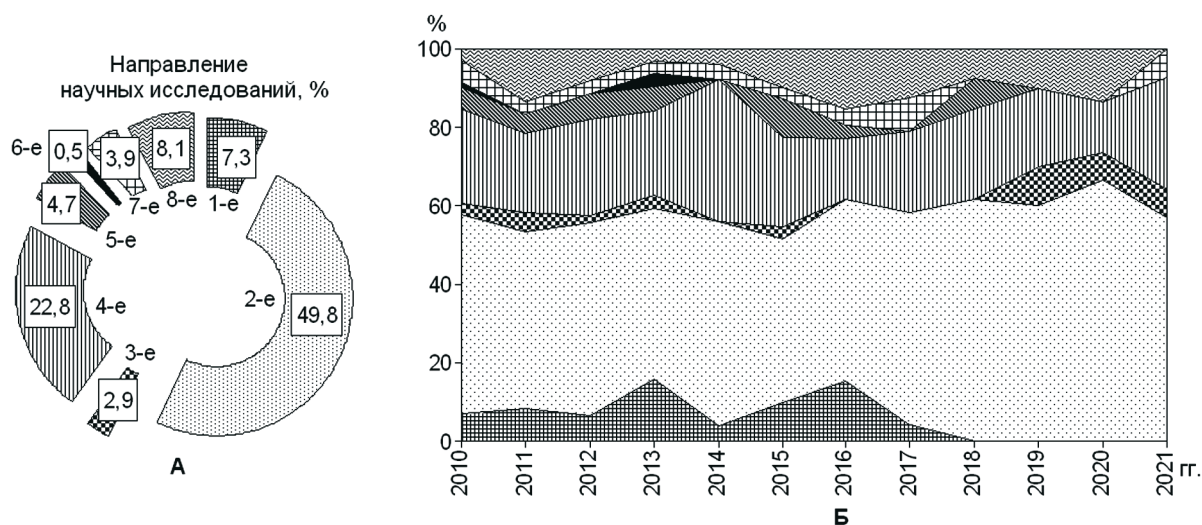 Направление
научных исследований, %
6-е 0,5 3,9 8,1 7,3
4,7 7-е 8-е 1-е
5-е
22,8 4-е 2-е 49,8
3-е
2,9
А
%
100
80
60
40
20
0
2010 2011 2012 2013 2014 2015 2016 2017 2018 2019 2020 2021 гг.
Б